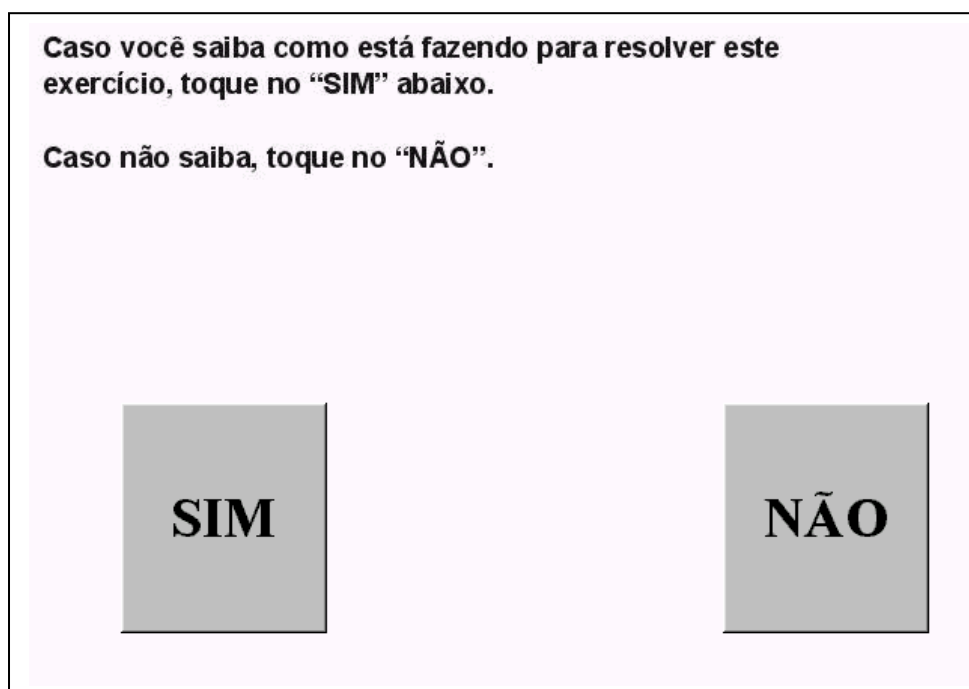 Caso você saiba como está fazendo para resolver este
exercício, toque no “SIM” abaixo.
Caso não saiba, toque no “NÃO”.
SIM
NÃO